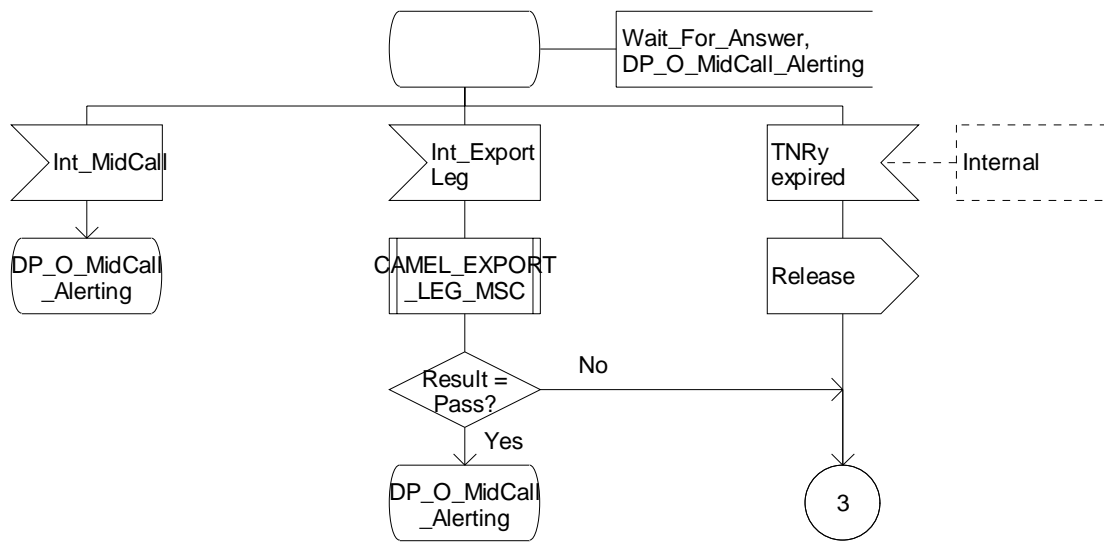 Wait_For_Answer,
DP_O_MidCall_Alerting
Int_MidCall
Int_Export
Leg
TNRy
expired
Internal
DP_O_MidCall
_Alerting
CAMEL_EXPORT
_LEG_MSC
Release
Result =
Pass?
No
Yes
DP_O_MidCall
_Alerting
3